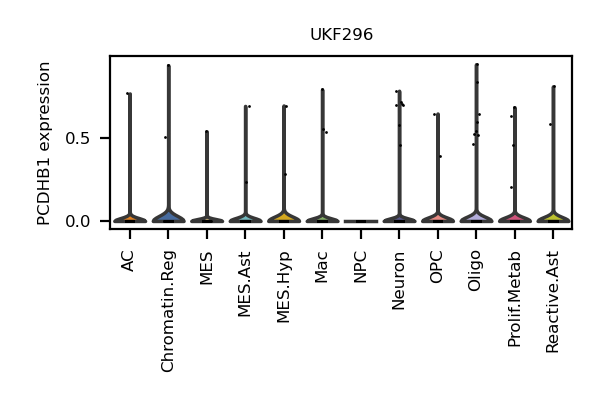 UKF296
PCDHB1 expression
0.5
0.0
AC
Chromatin.Reg
MES
MES.Ast
MES.Hyp
Mac
NPC
Neuron
OPC
Oligo
Prolif.Metab
Reactive.Ast